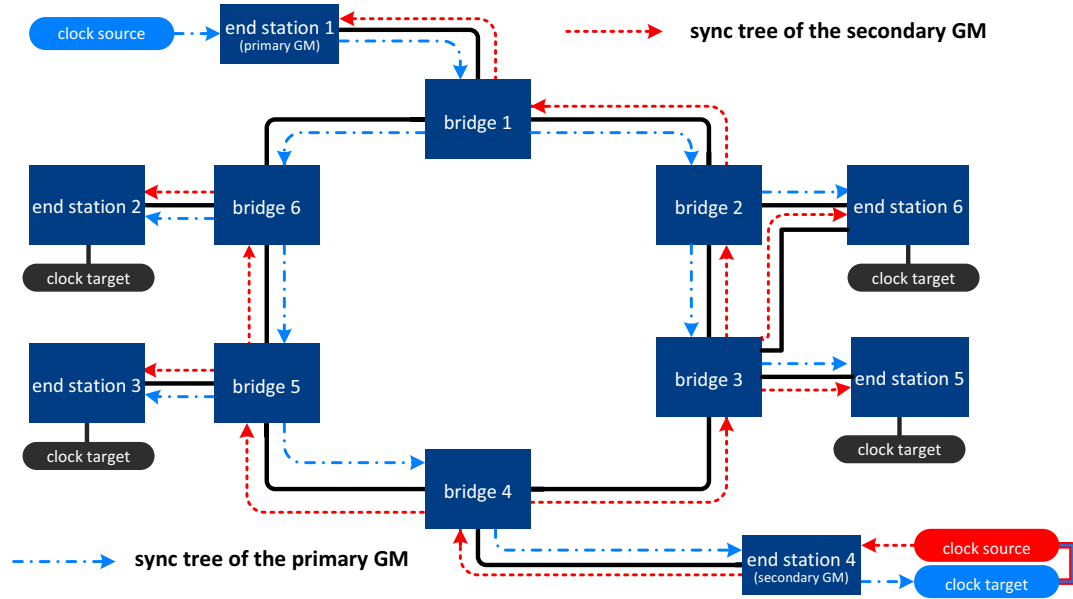 clock source
end station 1
(primary GM)
sync tree of the secondary GM
bridge 1
end station 2
bridge 6
bridge 2
end station 6
clock target
clock target
end station 3
bridge 5
bridge 3
end station 5
clock target
clock target
bridge 4
sync tree of the primary GM
end station 4
(secondary GM)
clock source
clock target